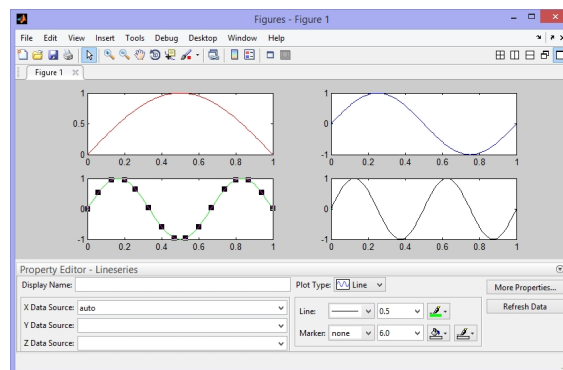 Figures - Figure 1
File Edit View Insert Tools Debug Desktop Window Help
Figure 1
1
0.5
0
0 0.2 0.4 0.6 0.8 1
1
0
-1
0 0.2 0.4 0.6 0.8 1
1
0
-1
0 0.2 0.4 0.6 0.8 1
1
0
-1
0 0.2 0.4 0.6 0.8 1
Property Editor - Lineseries
Display Name:
X Data Source: auto
Y Data Source:
Z Data Source:
Plot Type: Line
Line: 0.5
Marker: none 6.0
More Properties...
Refresh Data